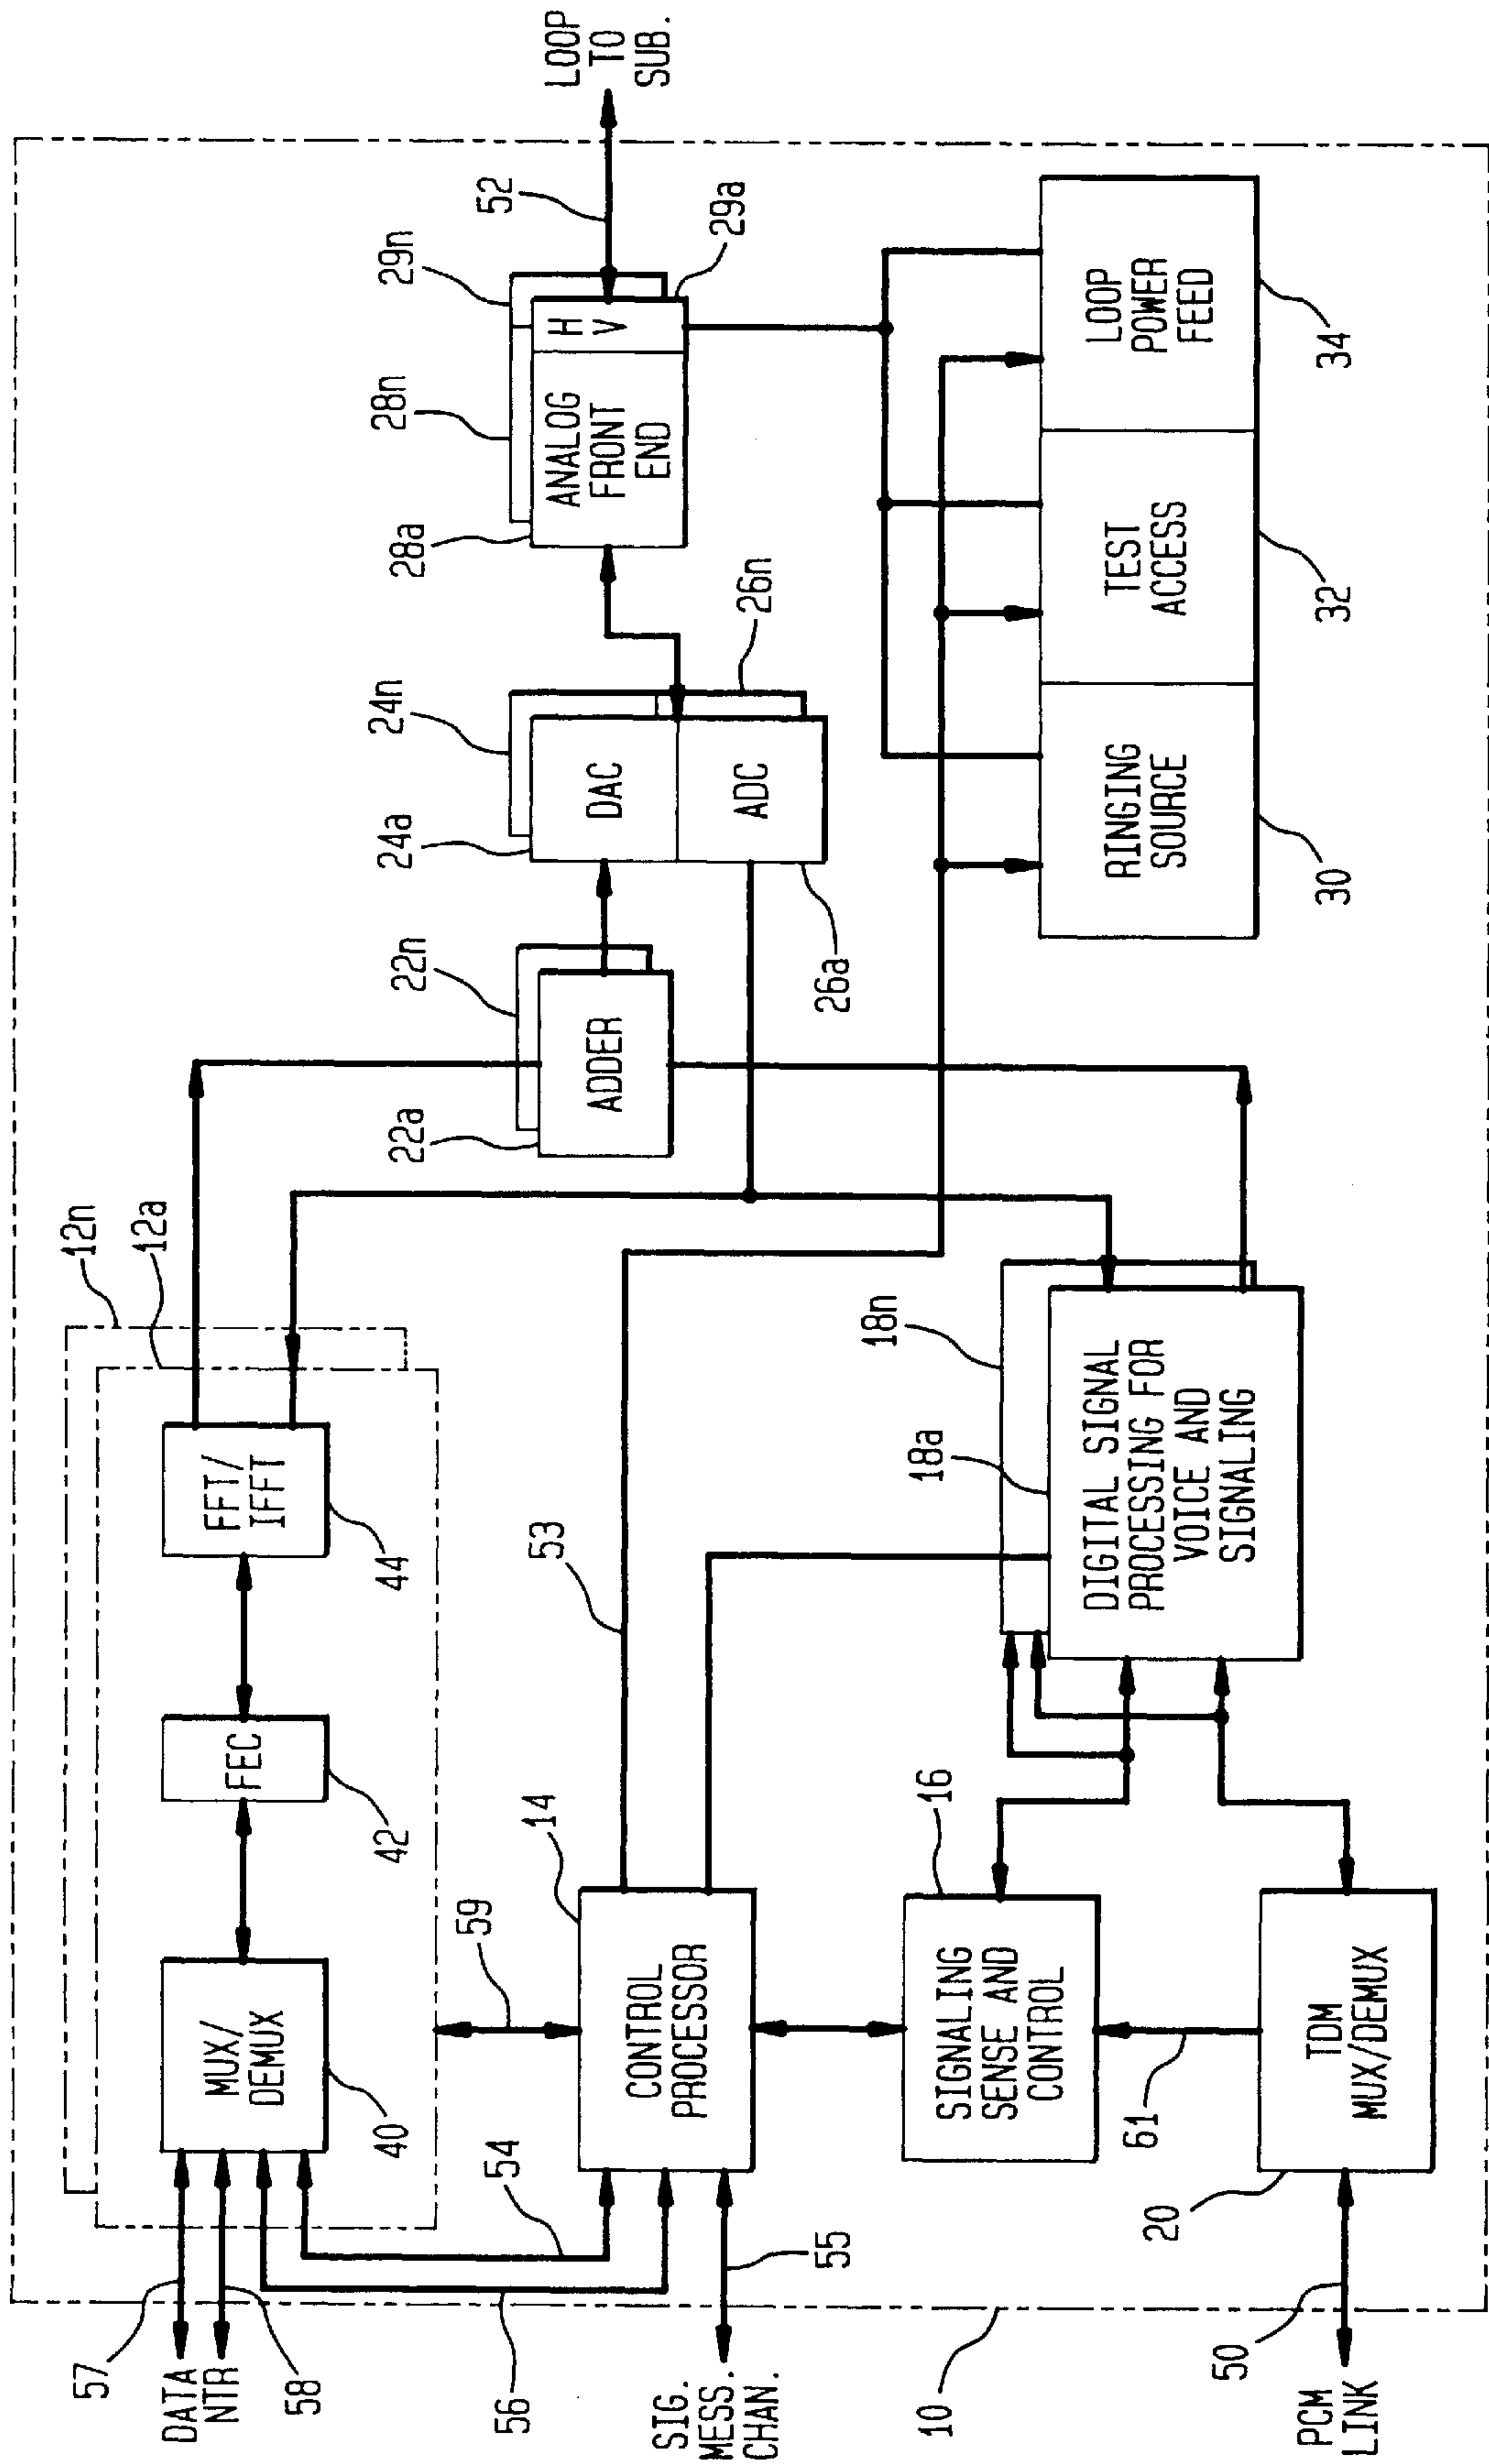 57
DATA
NTR
58
56
54
SIG.
MESS.
CHAN.
55
10
PCM
LINK
50
12n
12a
MUX/
DEMUX
40
FEC
42
FFT/
IFFT
44
59
CONTROL
PROCESSOR
14
53
SIGNALING
SENSE AND
CONTROL
16
61
TDM
MUX/DEMUX
20
18n
18a
DIGITAL SIGNAL
PROCESSING FOR
VOICE AND
SIGNALING
22a
22n
ADDER
24a
24n
DAC
ADC
26a
26n
28a
28n
29n
ANALOG
FRONT
END
H
V
29a
52
LOOP
TO
SUB.
RINGING
SOURCE
30
TEST
ACCESS
32
LOOP
POWER
FEED
34